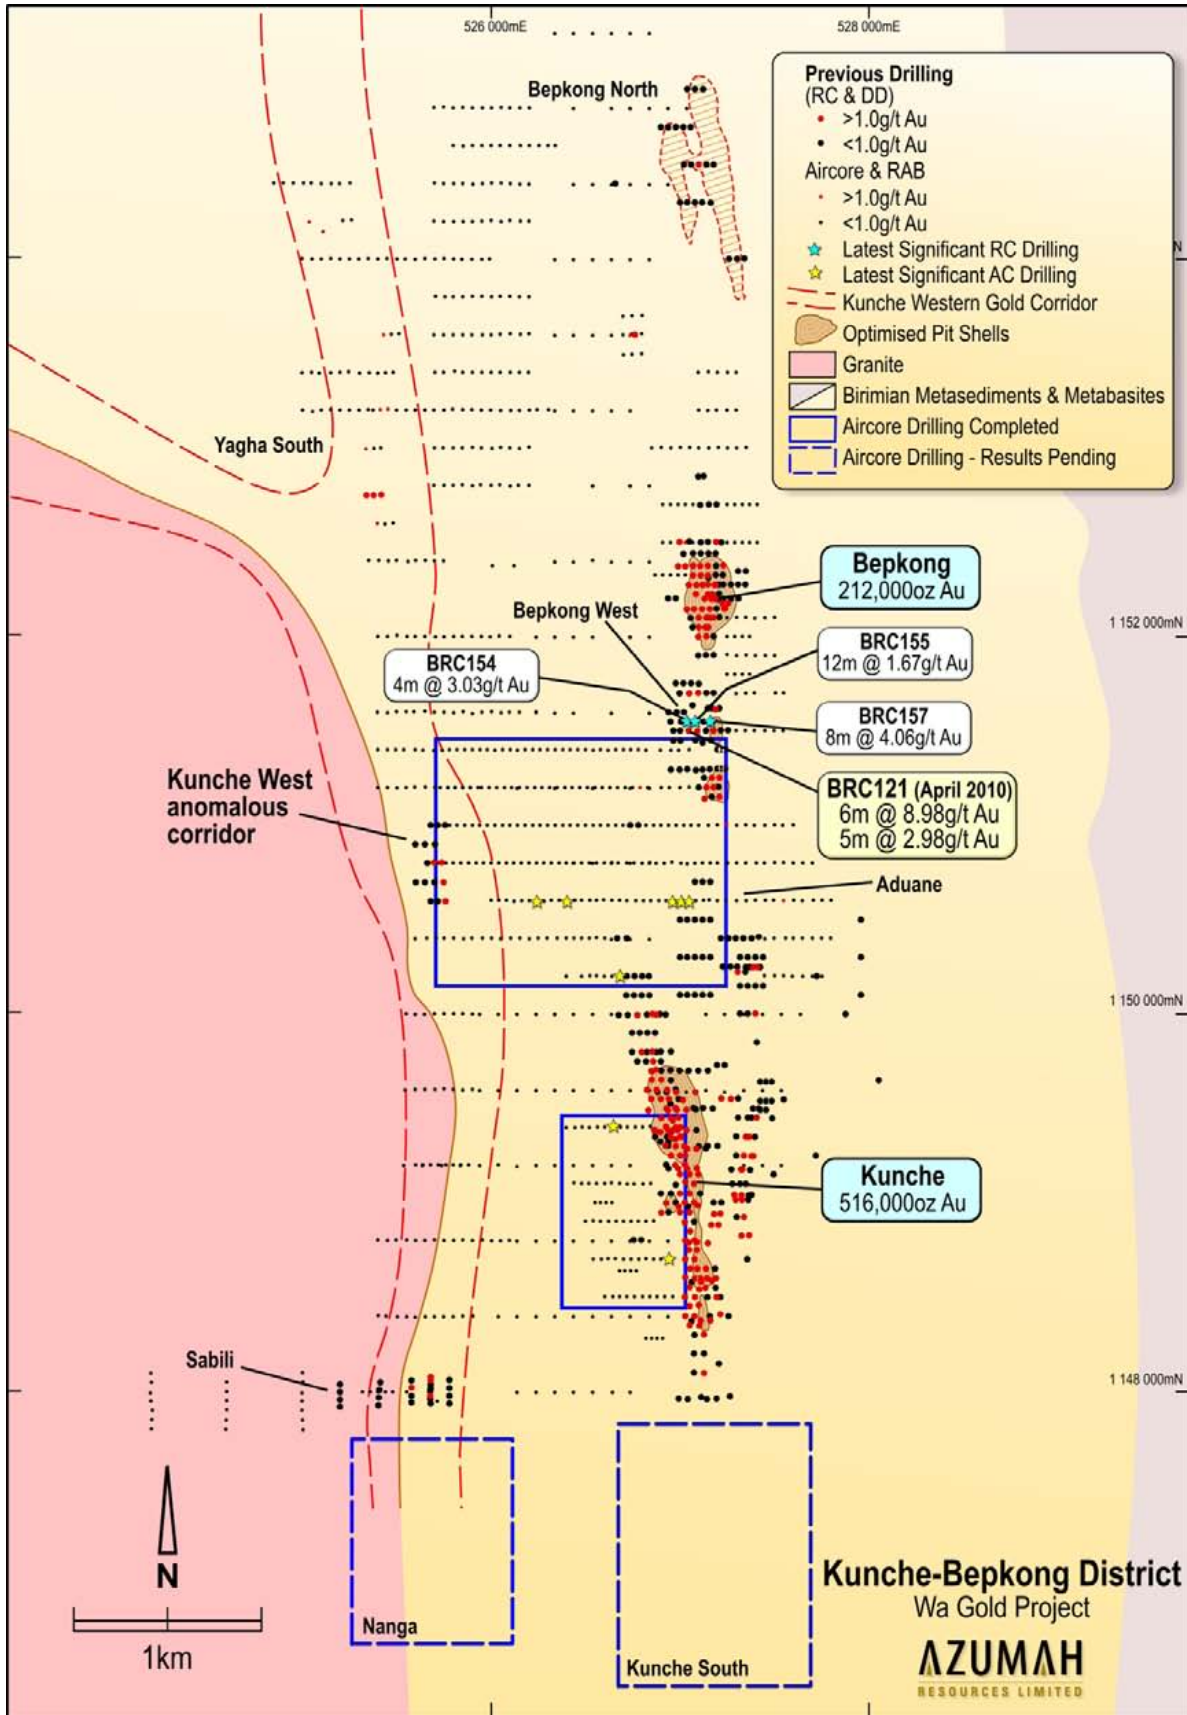 526 000mE
528 000mE
Bepkong North
Previous Drilling
(RC & DD)
>1.0g/t Au
<1.0g/t Au
Aircore & RAB
>1.0g/t Au
<1.0g/t Au
Latest Significant RC Drilling
Latest Significant AC Drilling
Kunche Western Gold Corridor
Optimised Pit Shells
Granite
Birimian Metasediments & Metabasites
Aircore Drilling Completed
Aircore Drilling - Results Pending
N
Yagha South
Bepkong
212,000oz Au
Bepkong West
1 152 000mN
BRC155
12m @ 1.67g/t Au
BRC154
4m @ 3.03g/t Au
BRC157
8m @ 4.06g/t Au
Kunche West
anomalous
corridor
BRC121 (April 2010)
6m @ 8.98g/t Au
5m @ 2.98g/t Au
Aduane
1 150 000mN
Kunche
516,000oz Au
Sabili
1 148 000mN
N
1km
Nanga
Kunche South
Kunche-Bepkong District
Wa Gold Project
AZUMAH
RESOURCES LIMITED